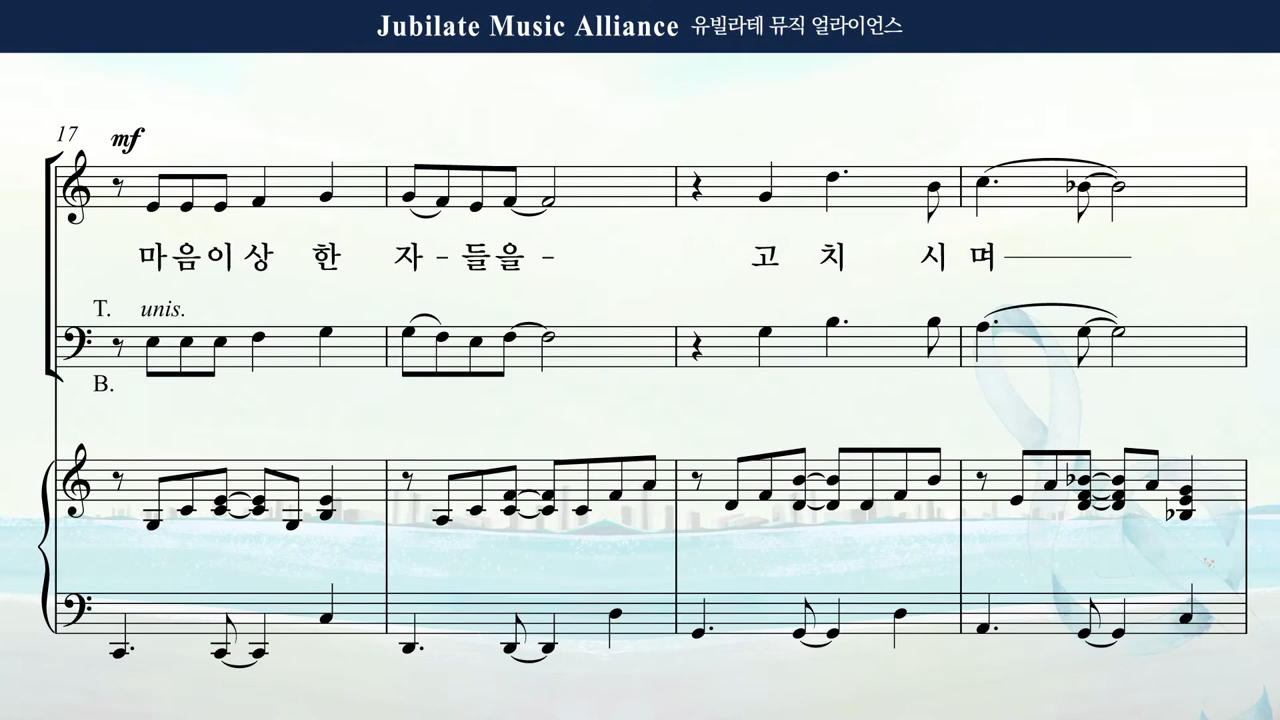 Jubilate Music Alliance 유빌라테 뮤직 얼라이언스
17
mf
마음이상 한 자 - 들을 - 고 치 시 며
T. unis.
B.